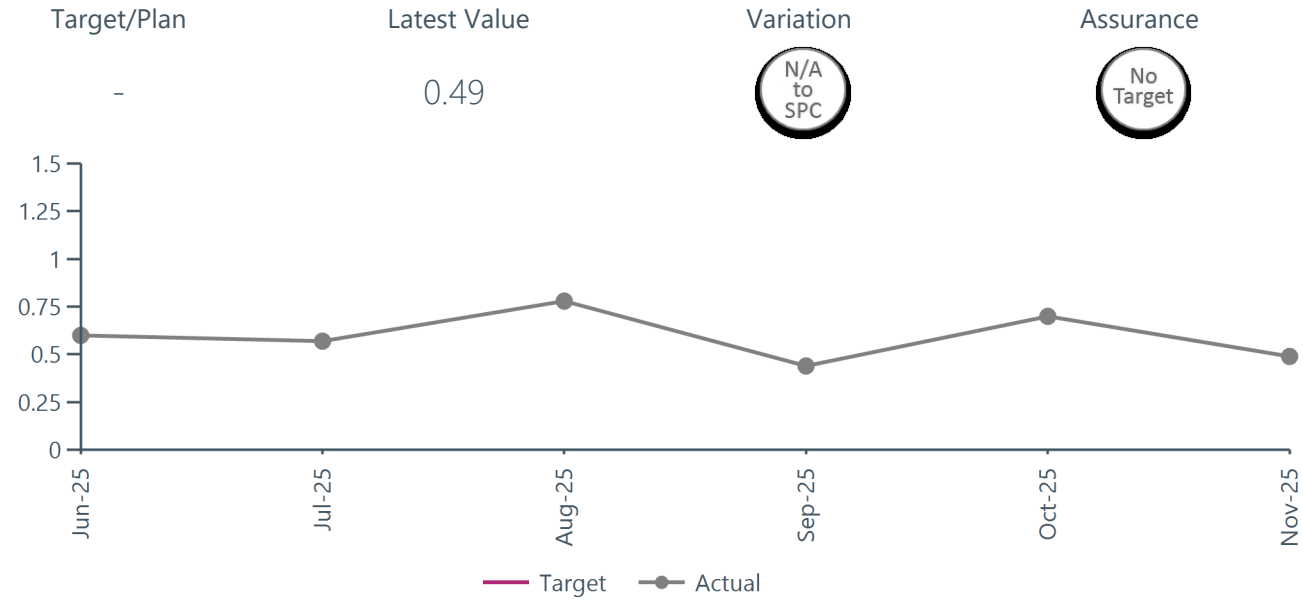 Target/Plan
Latest Value
Variation
Assurance
-
0.49
N/A
to
SPC
No
Target
1.5
1.25
1
0.75
0.5
0.25
0
Jun-25
Jul-25
Aug-25
Sep-25
Oct-25
Nov-25
Target
Actual